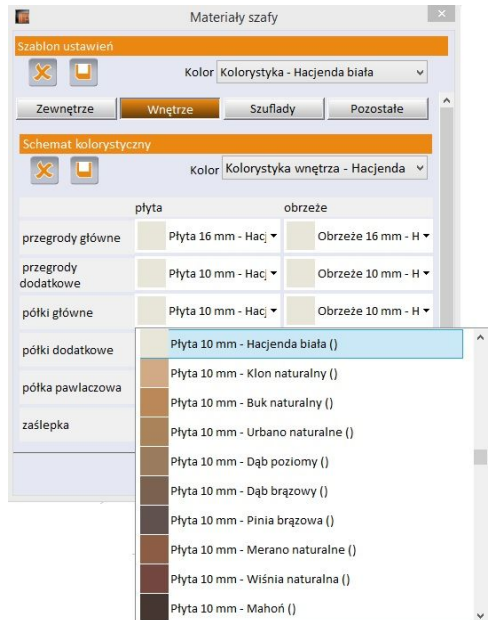 Materiały szafy
Szablon ustawień
Kolor Kolorystyka - Hacjenda biała
Zewnętrze Wnętrze Szuflady Pozostałe
Schemat kolorystyczny
Kolor Kolorystyka wnętrza - Hacjenda
płyta obrzeże
przegrody główne Płyta 16 mm - Hacj Obrzeże 16 mm - H
przegrody
dodatkowe Płyta 10 mm - Hacj Obrzeże 10 mm - H
półki główne Płyta 10 mm - Hacj Obrzeże 10 mm - H
półki dodatkowe Płyta 10 mm - Hacjenda biała ()
Płyta 10 mm - Klon naturalny ()
półka pawlaczowa Płyta 10 mm - Buk naturalny ()
zaślepka Płyta 10 mm - Urbano naturalne ()
Płyta 10 mm - Dąb poziomy ()
Płyta 10 mm - Dąb brązowy ()
Płyta 10 mm - Pinia brązowa ()
Płyta 10 mm - Merano naturalne ()
Płyta 10 mm - Wiśnia naturalna ()
Płyta 10 mm - Mahoń ()